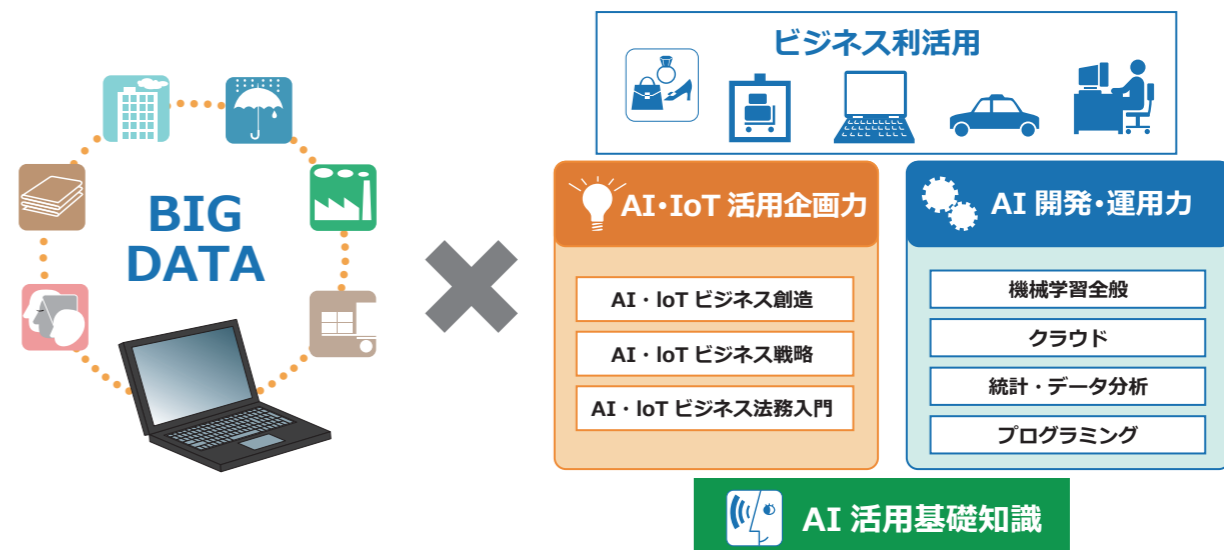 BIG
DATA
ビジネス利活用
AI・IoT 活用企画力
AI・IoT ビジネス創造
AI・IoT ビジネス戦略
AI・IoT ビジネス法務入門
AI 開発・運用力
機械学習全般
クラウド
統計・データ分析
プログラミング
AI 活用基礎知識